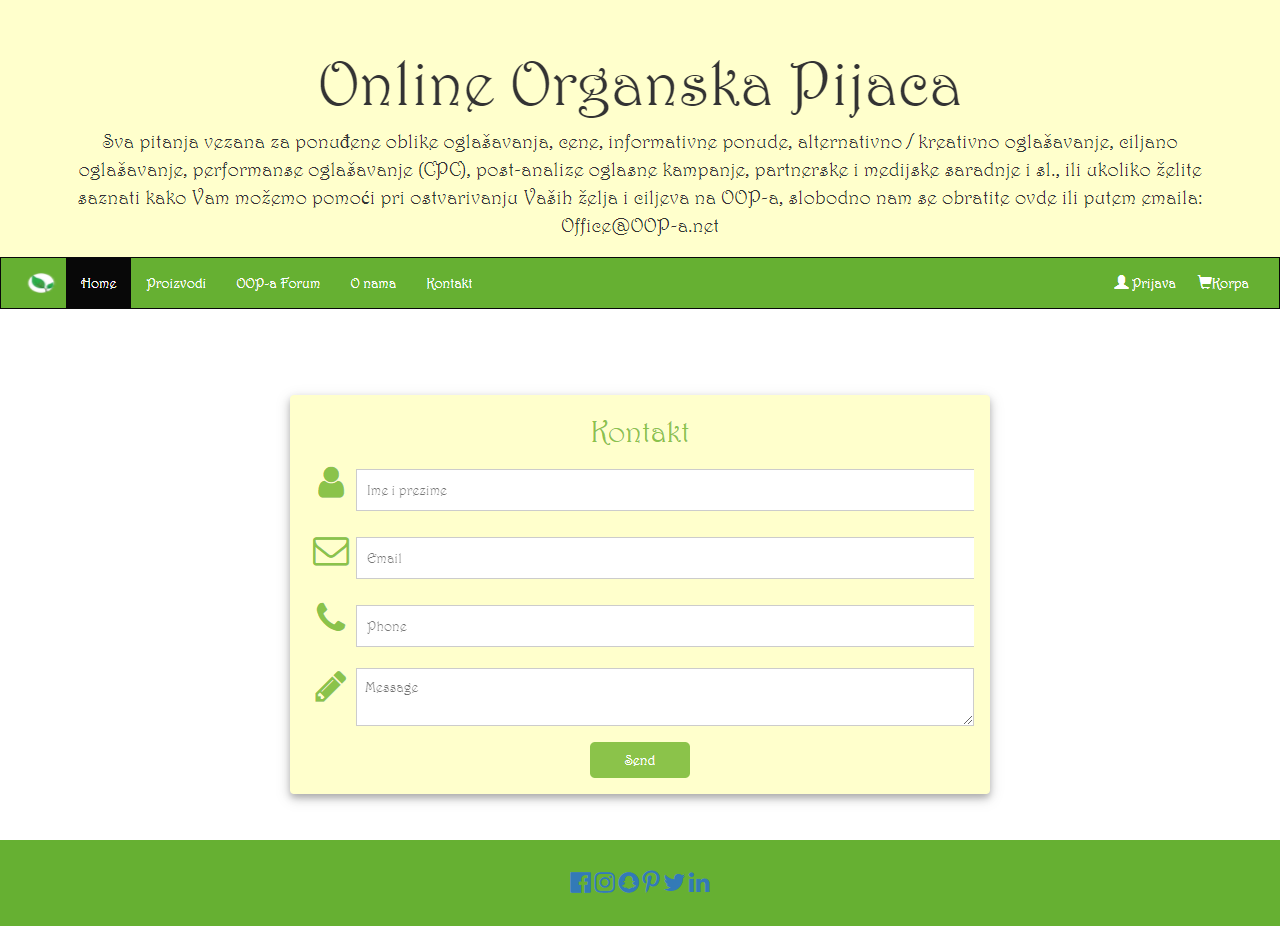 Online Organska Pijaca
Sva pitanja vezana za ponuđene oblike oglašavanja, cene, informativne ponude, alternativno / kreativno oglašavanje, ciljano
oglašavanje, performanse oglašavanje (CPC), post-analize oglasne kampanje, partnerske i medijske saradnje i sl., ili ukoliko želite
saznati kako Vam možemo pomoći pri ostvarivanju Vaših želja i ciljeva na OOP-a, slobodno nam se obratite ovde ili putem emaila:
Office@OOP-a.net
Home Proizvodi OOP-a Forum O nama Kontakt Prijava Korpa
Kontakt
Ime i prezime
Email
Phone
Message
Send